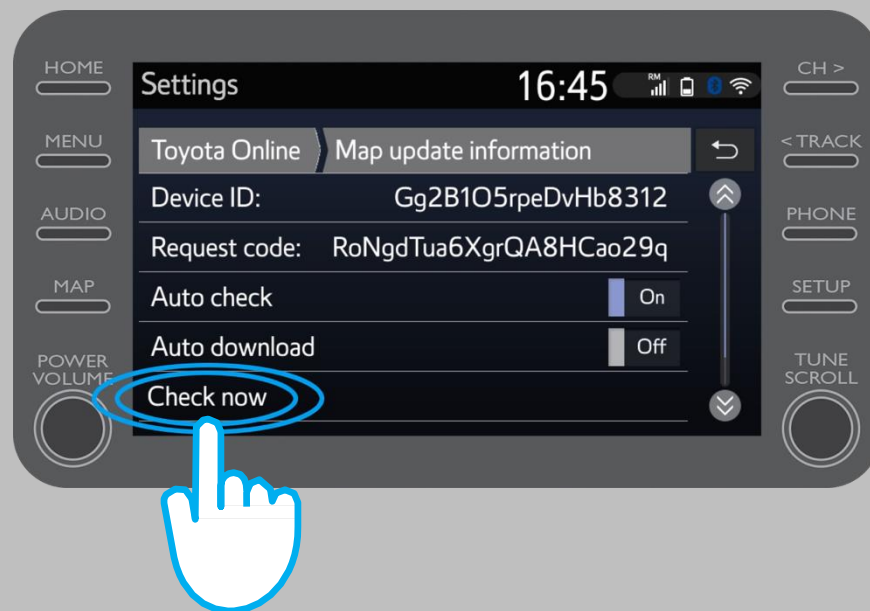 HOME
CH >
Settings 16:45 RM
MENU
< TRACK
Toyota Online Map update information
Device ID: Gg2B1O5rpeDvHb8312
AUDIO
PHONE
Request code: RoNgdTua6XgrQA8HCao29q
MAP
SETUP
Auto check On
Auto download Off
POWER
VOLUME
TUNE
SCROLL
Check now